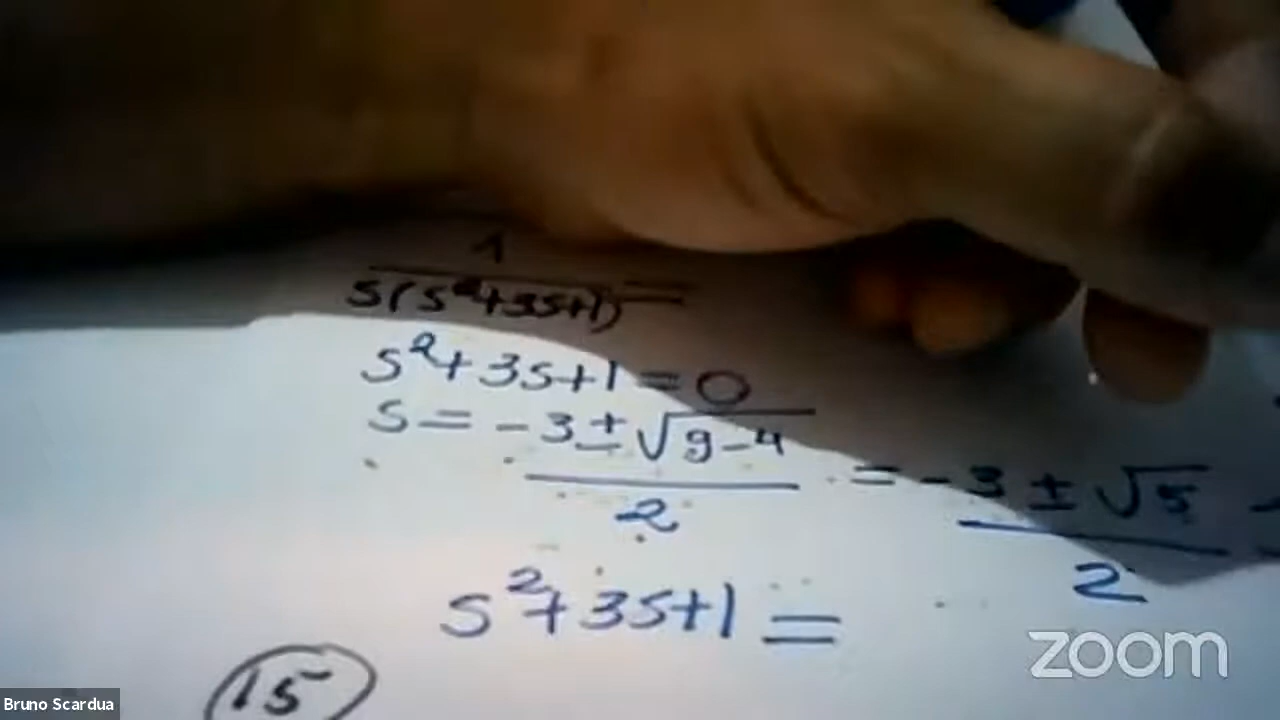 1
s(s²+3s+1) =
s²+3s+1=0
s = -3±√9-4 = -3±√5
2 2
s²+3s+1 =
15
zoom
Bruno Scardua